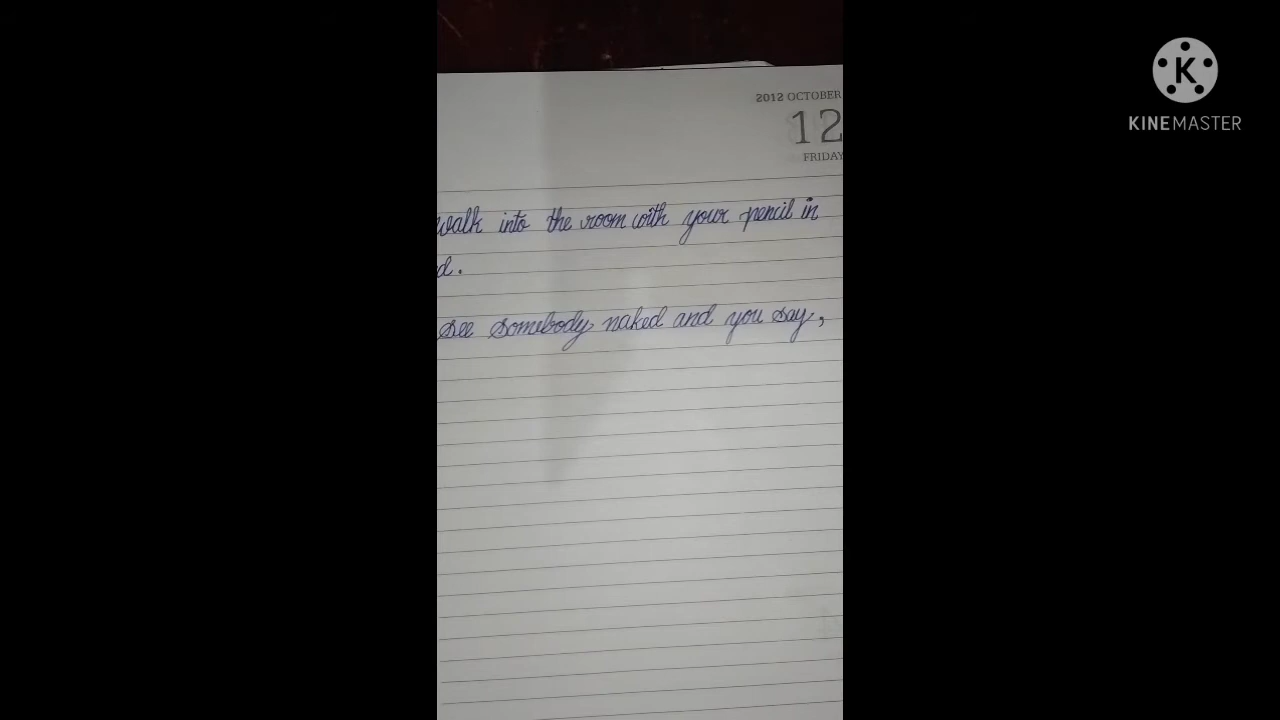 2012 OCTOBER
12
FRIDAY
walk into the room with your pencil in
d.
see somebody naked and you say,
K
KINEMASTER